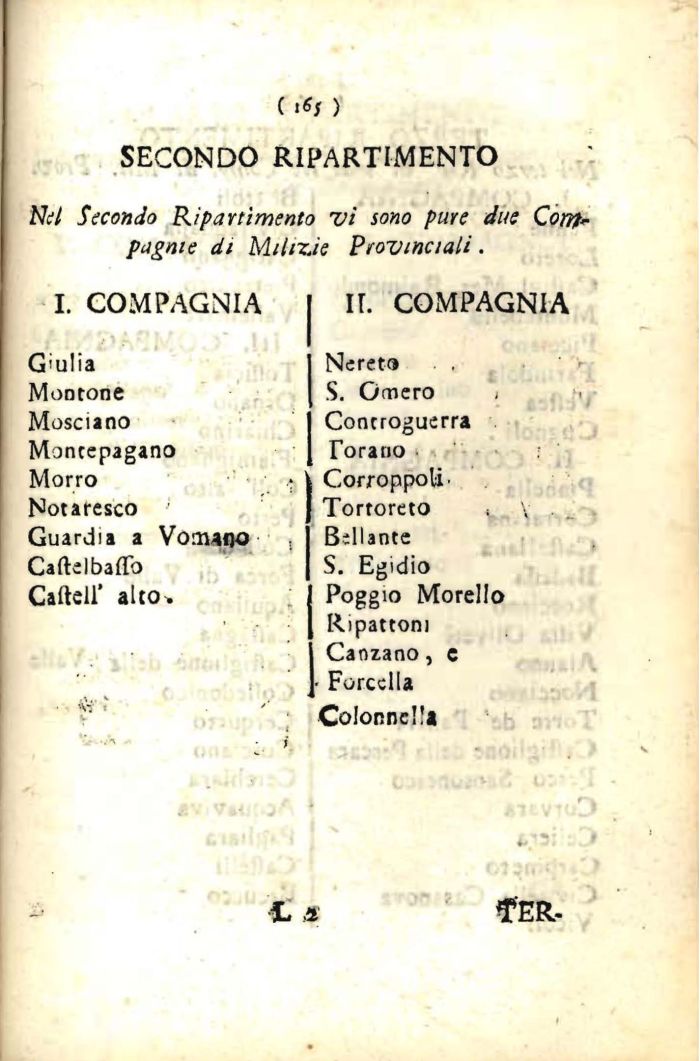 ( 165 )
SECONDO RIPARTIMENTO
Nel Secondo Ripartimento vi sono pure due Com-
pagnie di Milizie Provinciali .
I. COMPAGNIA
Giulia
Montone
Mosciano
Montepagano
Morro
Notaresco
Guardia a Vomano
Caſtelbaſſo
Caſtell' alto.
II. COMPAGNIA
Nereto
S. Omero
Controguerra
Torano
Corroppoli
Tortoreto
Bellante
S. Egidio
Poggio Morello
Ripattoni
Canzano, e
Forcella
Colonnella
L 2
TER-